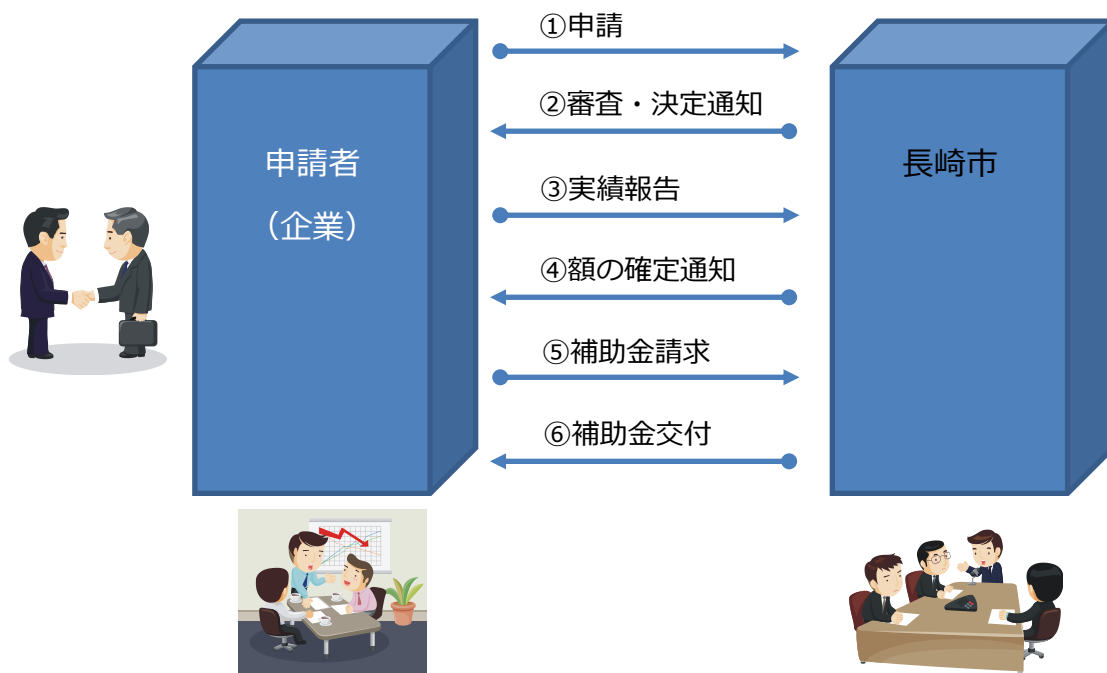 ①申請
②審査・決定通知
申請者
（企業）
長崎市
③実績報告
④額の確定通知
⑤補助金請求
⑥補助金交付